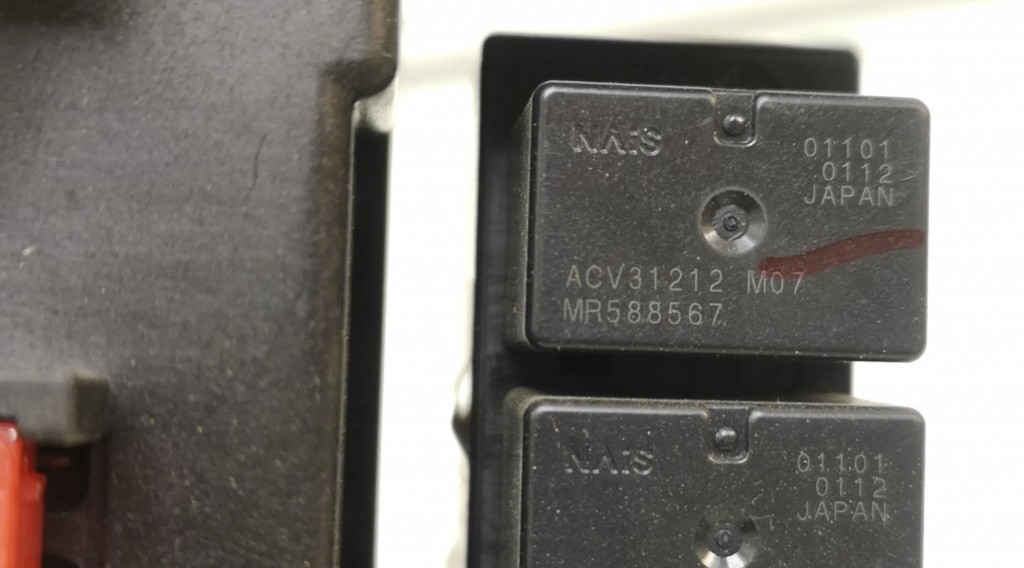 NAiS
01101
0112
JAPAN
ACV31212 M07
MR588567
NAiS
01101
0112
JAPAN